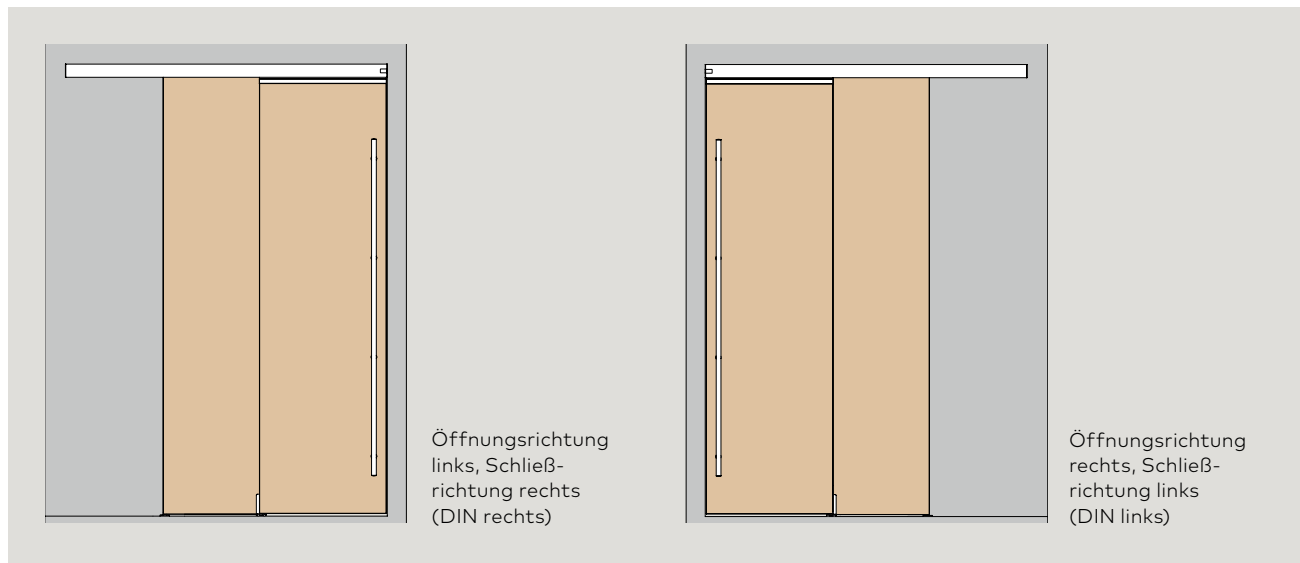 Öffnungsrichtung
links, Schließ-
richtung rechts
(DIN rechts)
Öffnungsrichtung
rechts, Schließ-
richtung links
(DIN links)